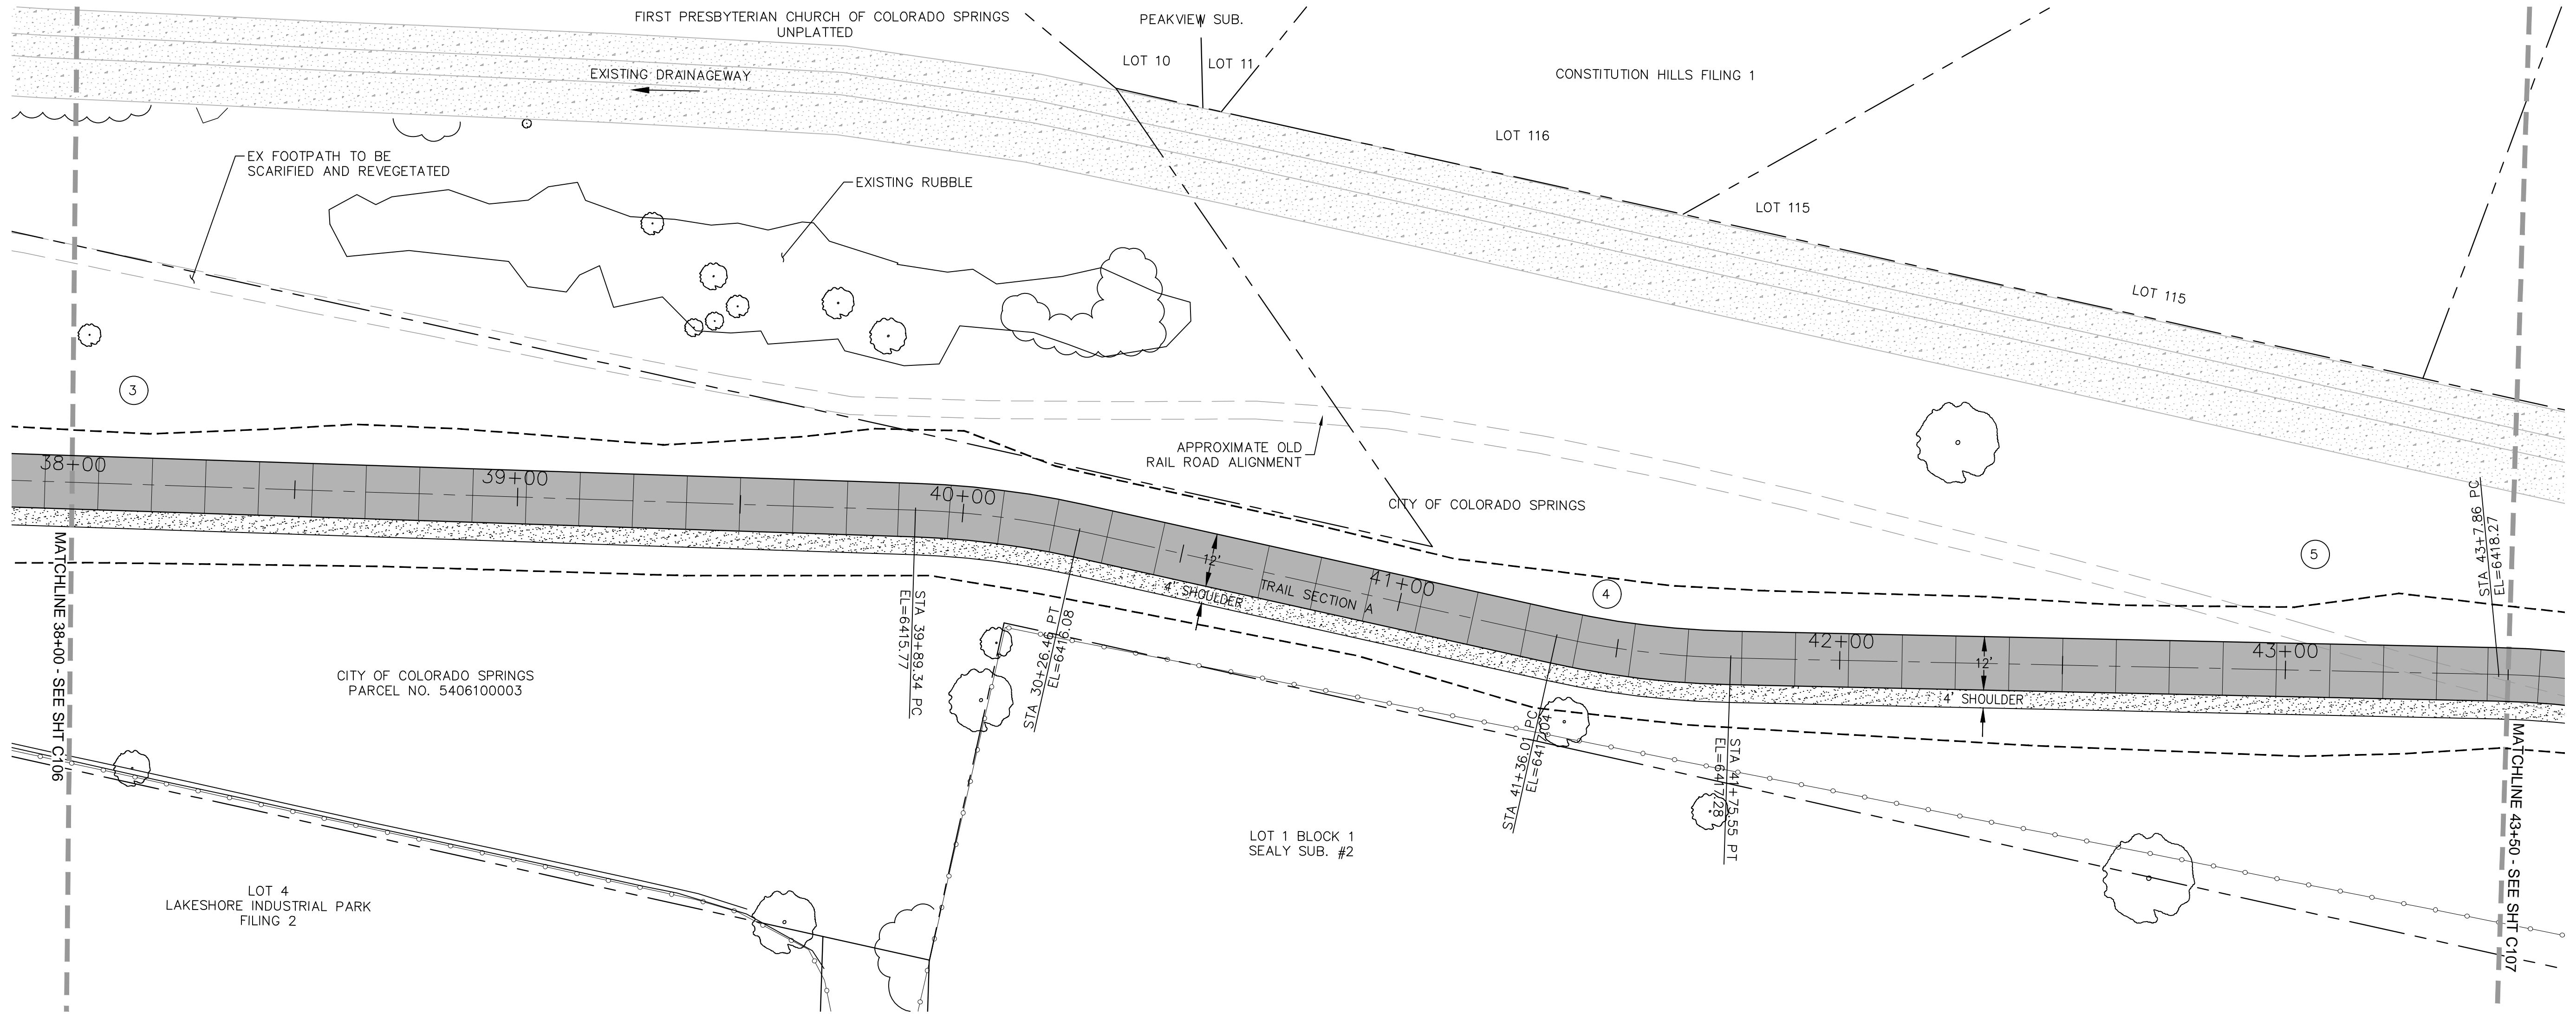 FIRST PRESBYTERIAN CHURCH OF COLORADO SPRINGS
UNPLATTED
PEAKVIEW SUB.
LOT 10
LOT 11
EXISTING DRAINAGEWAY
CONSTITUTION HILLS FILING 1
LOT 116
EX FOOTPATH TO BE
SCARIFIED AND REVEGETATED
EXISTING RUBBLE
LOT 115
LOT 115
3
APPROXIMATE OLD
RAIL ROAD ALIGNMENT
CITY OF COLORADO SPRINGS
38+00
39+00
40+00
41+00
42+00
43+00
12'
4' SHOULDER
TRAIL SECTION A
4
5
12'
4' SHOULDER
STA 39+89.34 PC
EL=6415.77
STA 30+26.46 PT
EL=6416.08
STA 41+36.01 PC
EL=6417.04
STA 41+75.55 PT
EL=6417.28
STA 43+7.86 PC
EL=6418.27
MATCHLINE 38+00 - SEE SHT C106
MATCHLINE 43+50 - SEE SHT C107
CITY OF COLORADO SPRINGS
PARCEL NO. 5406100003
LOT 1 BLOCK 1
SEALY SUB. #2
LOT 4
LAKESHORE INDUSTRIAL PARK
FILING 2